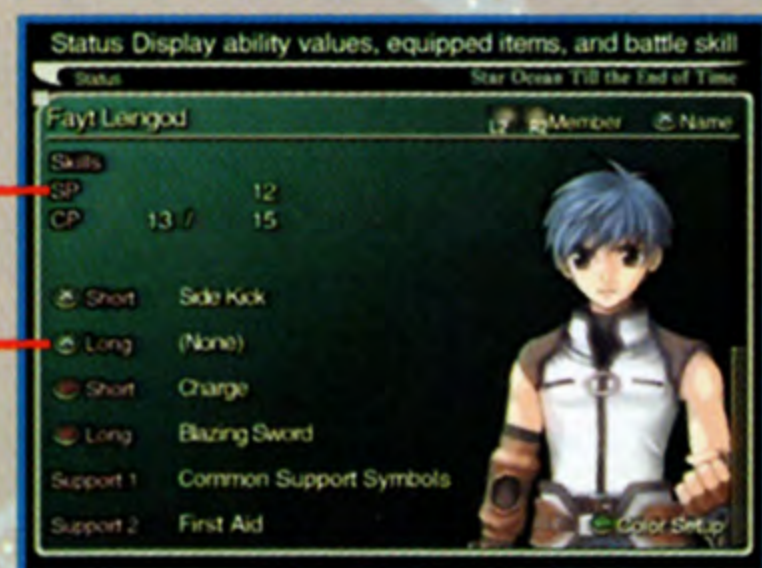 Status Display ability values, equipped items, and battle skill
Status
Star Ocean Till the End of Time
Fayt Leingod
L2 R2 Member
Name
Skills
SP 12
CP 13 / 15
Short Side Kick
Long (None)
Short Charge
Long Blazing Sword
Support 1 Common Support Symbols
Support 2 First Aid
Color Setup